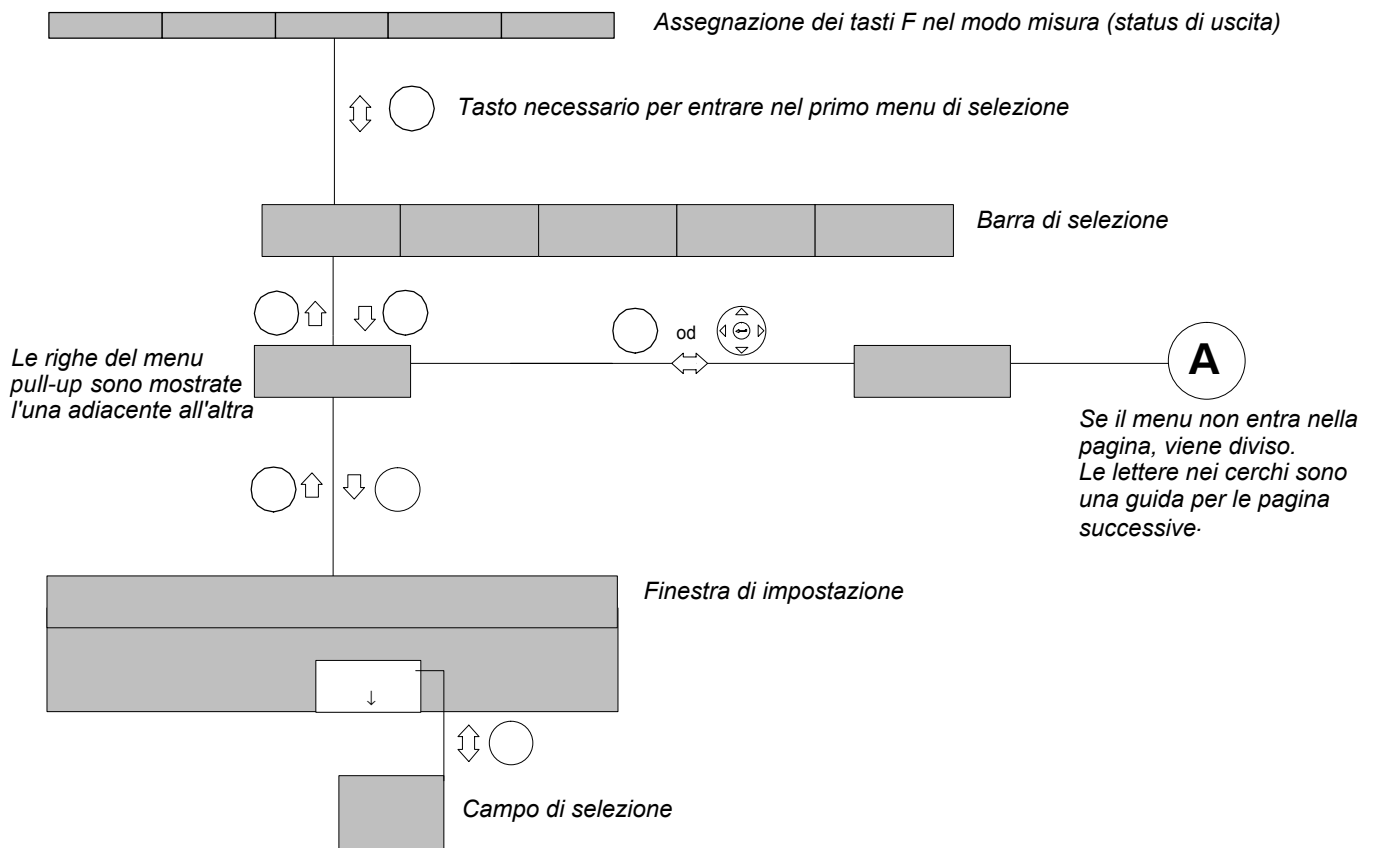 Assegnazione dei tasti F nel modo misura (status di uscita)
Tasto necessario per entrare nel primo menu di selezione
Barra di selezione
od
Le righe del menu
pull-up sono mostrate
l'una adiacente all'altra
A
Se il menu non entra nella
pagina, viene diviso.
Le lettere nei cerchi sono
una guida per le pagina
successive.
Finestra di impostazione
↓
Campo di selezione